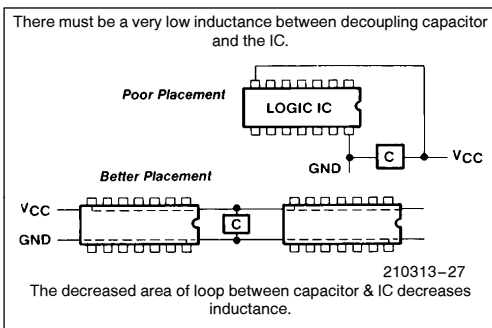 There must be a very low inductance between decoupling capacitor
and the IC.
Poor Placement
LOGIC IC
C
VCC
GND
Better Placement
VCC
C
GND
210313–27
The decreased area of loop between capacitor & IC decreases
inductance.